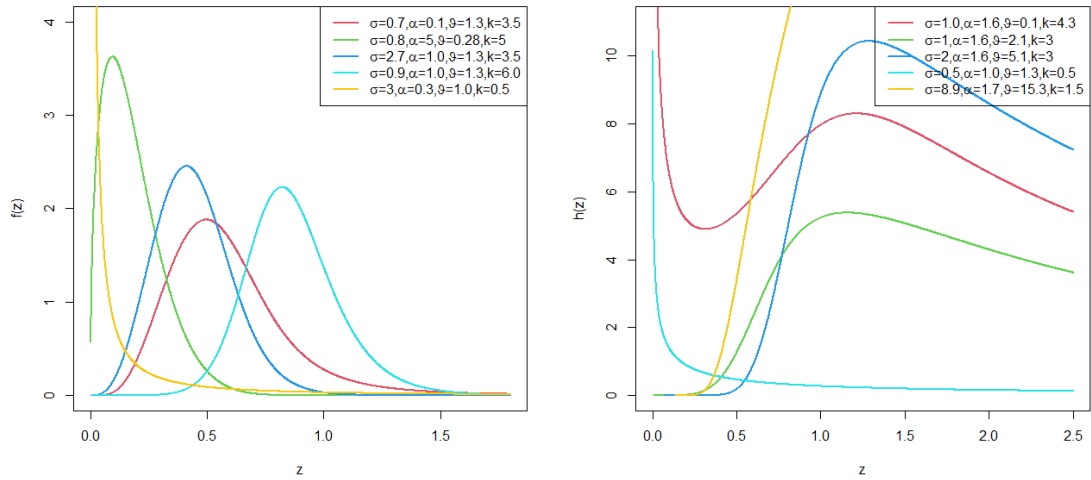 σ=0.7,α=0.1,ϑ=1.3,k=3.5
σ=0.8,α=5,ϑ=0.28,k=5
σ=2.7,α=1.0,ϑ=1.3,k=3.5
σ=0.9,α=1.0,ϑ=1.3,k=6.0
σ=3,α=0.3,ϑ=1.0,k=0.5
f(z)
4
3
2
1
0
0.0 0.5 1.0 1.5
z
σ=1.0,α=1.6,ϑ=0.1,k=4.3
σ=1,α=1.6,ϑ=2.1,k=3
σ=2,α=1.6,ϑ=5.1,k=3
σ=0.5,α=1.0,ϑ=1.3,k=0.5
σ=8.9,α=1.7,ϑ=15.3,k=1.5
h(z)
10
8
6
4
2
0
0.0 0.5 1.0 1.5 2.0 2.5
z